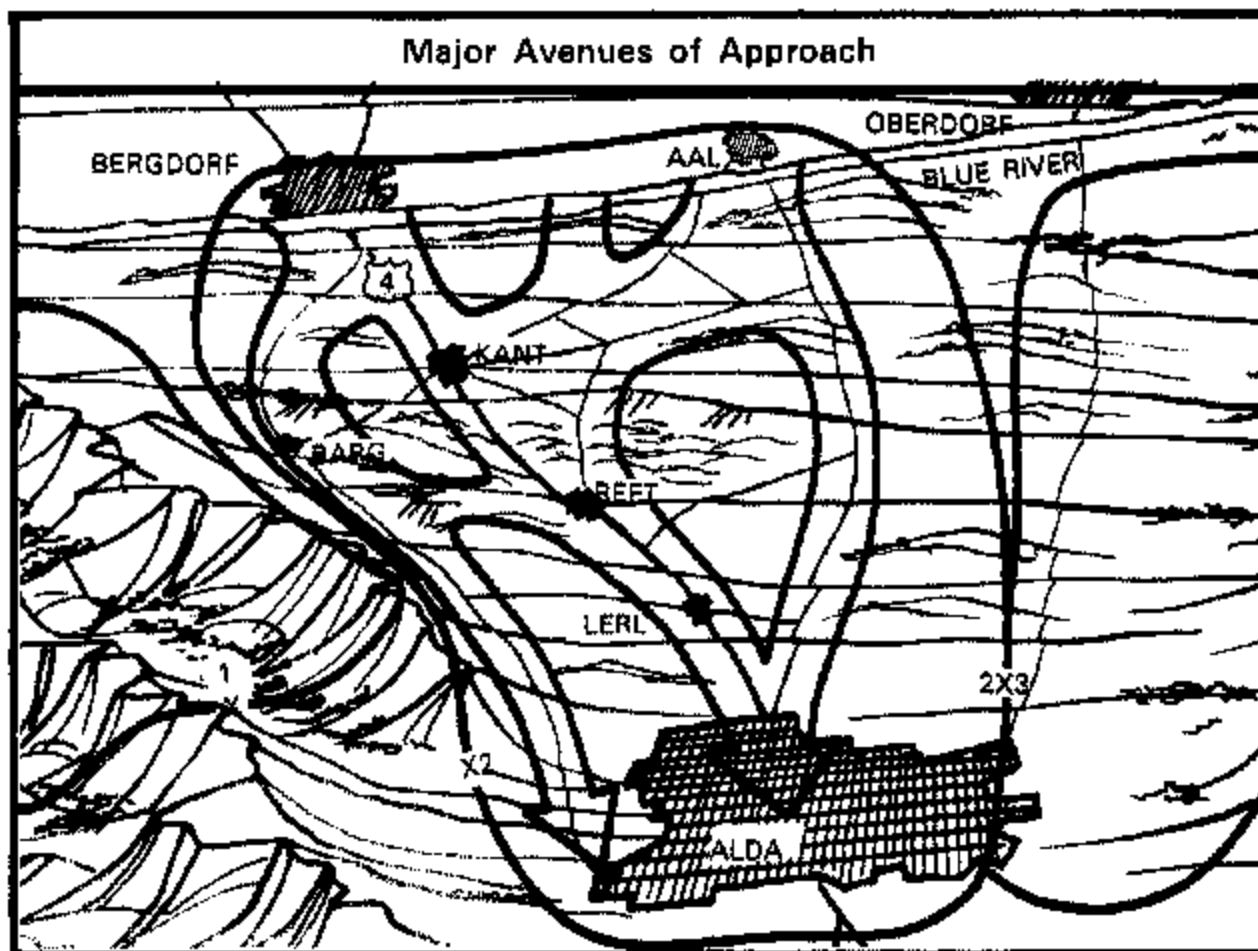 Major Avenues of Approach
OBERDORF
BERGDORF
AAL
BLUE RIVER
4
KANT
BARG
BEET
LERL
1
X
2X3
X2
ALDA